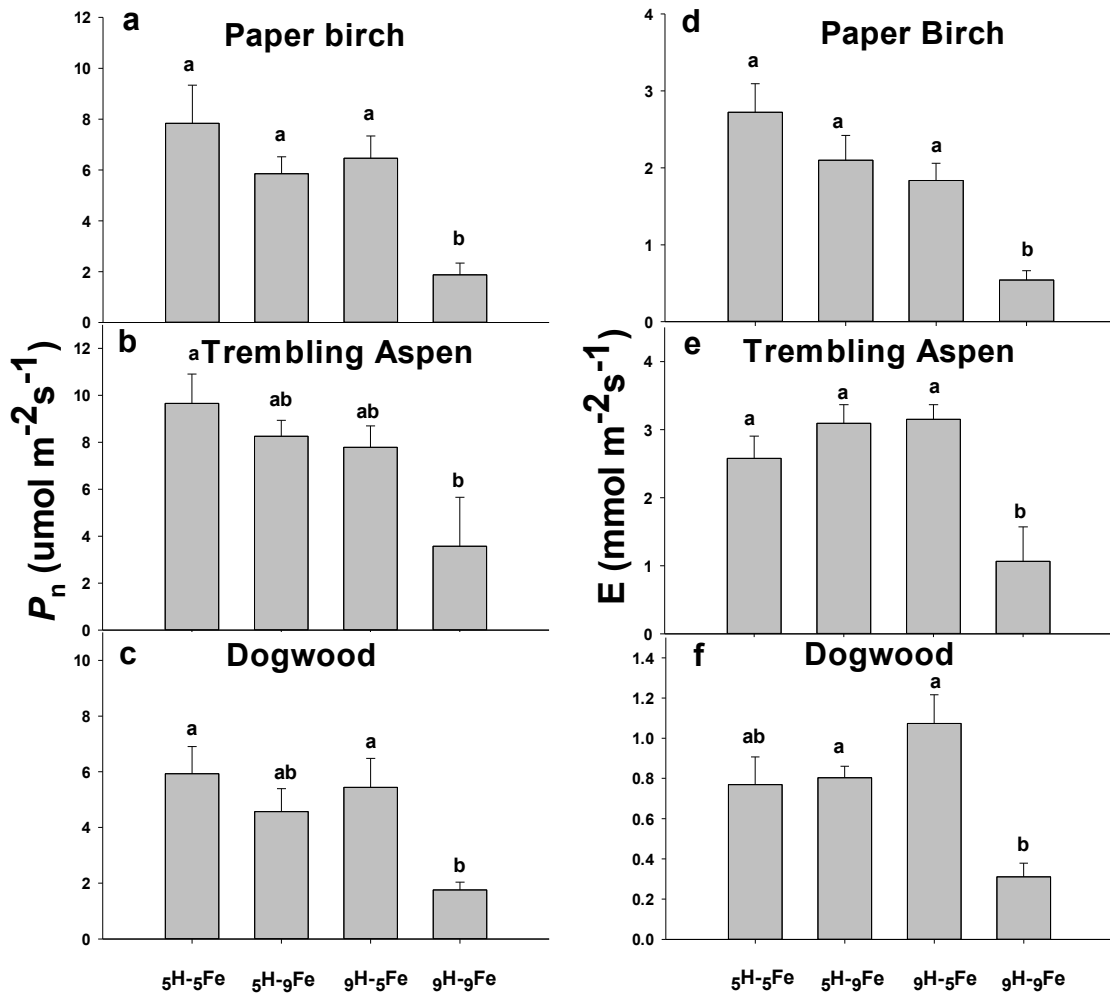 a Paper birch
12
10
8
6
4
2
0
a
a
a
b
b Trembling Aspen
12
10
8
6
4
2
0
a
ab
ab
b
c Dogwood
10
8
6
4
2
0
a
ab
a
b
Pn (umol m-2s-1)
5H-5Fe 5H-9Fe 9H-5Fe 9H-9Fe
d Paper Birch
4
3
2
1
0
a
a
a
b
e Trembling Aspen
4
3
2
1
0
a
a
a
b
f Dogwood
1.4
1.2
1.0
0.8
0.6
0.4
0.2
0.0
ab
a
a
b
E (mmol m-2s-1)
5H-5Fe 5H-9Fe 9H-5Fe 9H-9Fe